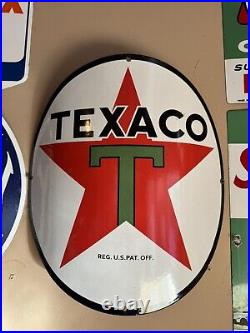 TEXACO
T
REG. U.S. PAT. OFF.